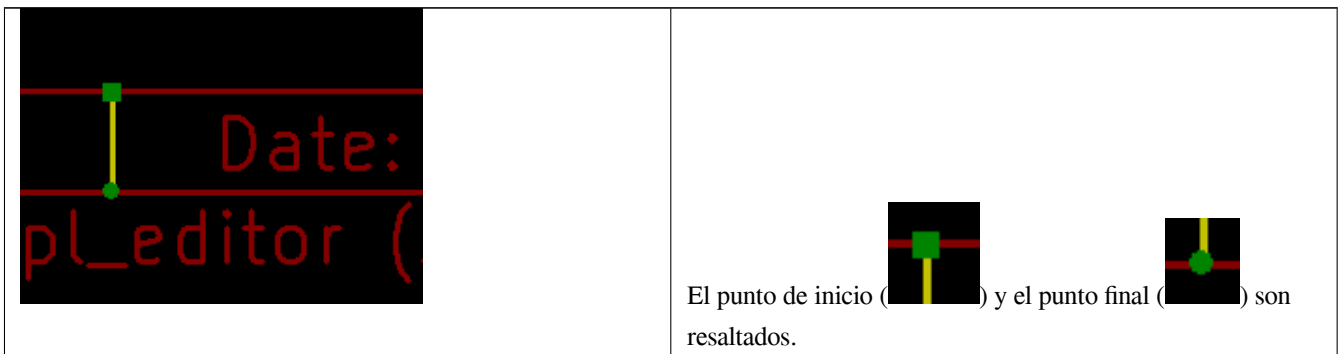 Date:
pl_editor (
El punto de inicio ( ) y el punto final ( ) son
resaltados.